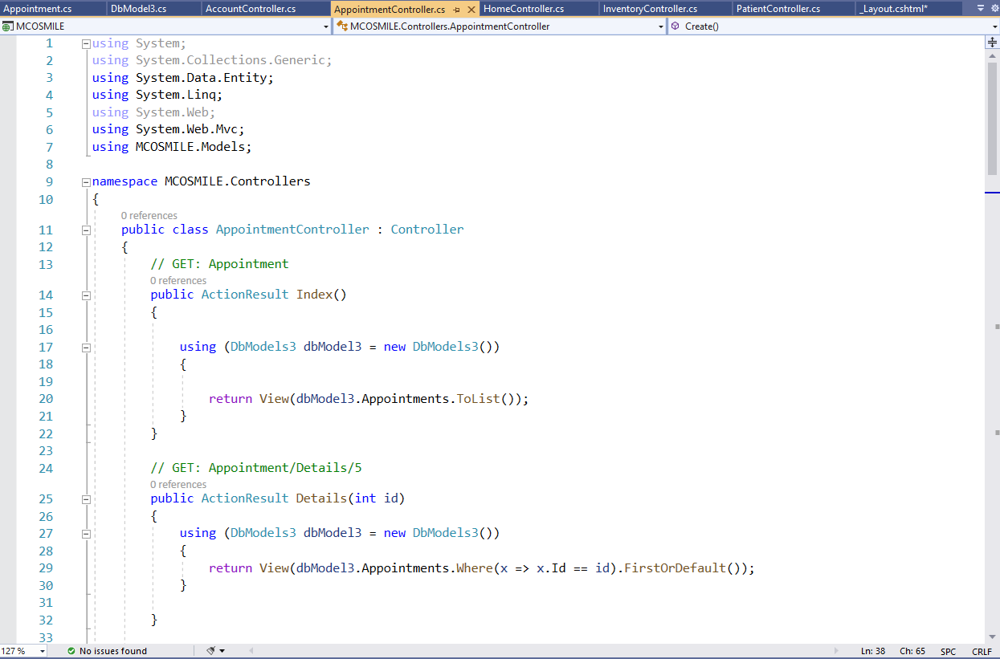 Appointment.cs DbModel3.cs AccountController.cs AppointmentController.cs HomeController.cs InventoryController.cs PatientController.cs _Layout.cshtml*
MCOSMILE MCOSMILE.Controllers.AppointmentController Create()
1 using System;
2 using System.Collections.Generic;
3 using System.Data.Entity;
4 using System.Linq;
5 using System.Web;
6 using System.Web.Mvc;
7 using MCOSMILE.Models;
8
9 namespace MCOSMILE.Controllers
10 {
0 references
11 public class AppointmentController : Controller
12 {
13 // GET: Appointment
0 references
14 public ActionResult Index()
15 {
16
17 using (DbModels3 dbModel3 = new DbModels3())
18 {
19
20 return View(dbModel3.Appointments.ToList());
21 }
22 }
23
24 // GET: Appointment/Details/5
0 references
25 public ActionResult Details(int id)
26 {
27 using (DbModels3 dbModel3 = new DbModels3())
28 {
29 return View(dbModel3.Appointments.Where(x => x.Id == id).FirstOrDefault());
30 }
31
32 }
33
127 % No issues found Ln: 38 Ch: 65 SPC CRLF